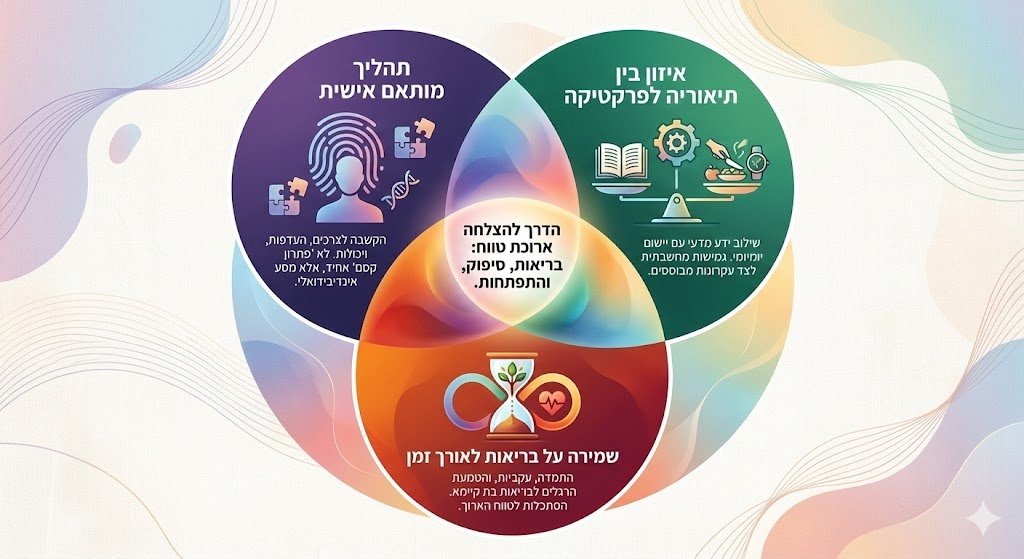 תהליך
מותאם אישית
הקשבה לצרכים, העדפות,
ויכולות. לא 'פתרון
קסם' אחיד, אלא מסע
אינדיבידואלי.
איזון בין
תיאוריה לפרקטיקה
שילוב ידע מדעי עם יישום
יומיומי. גמישות מחשבתית
לצד עקרונות מבוססים.
הדרך להצלחה
ארוכת טווח:
בריאות, סיפוק,
והתפתחות.
שמירה על בריאות לאורך זמן
התמדה, עקביות, והטמעת
הרגלים לבריאות בת קיימא.
הסתכלות לטווח הארוך.